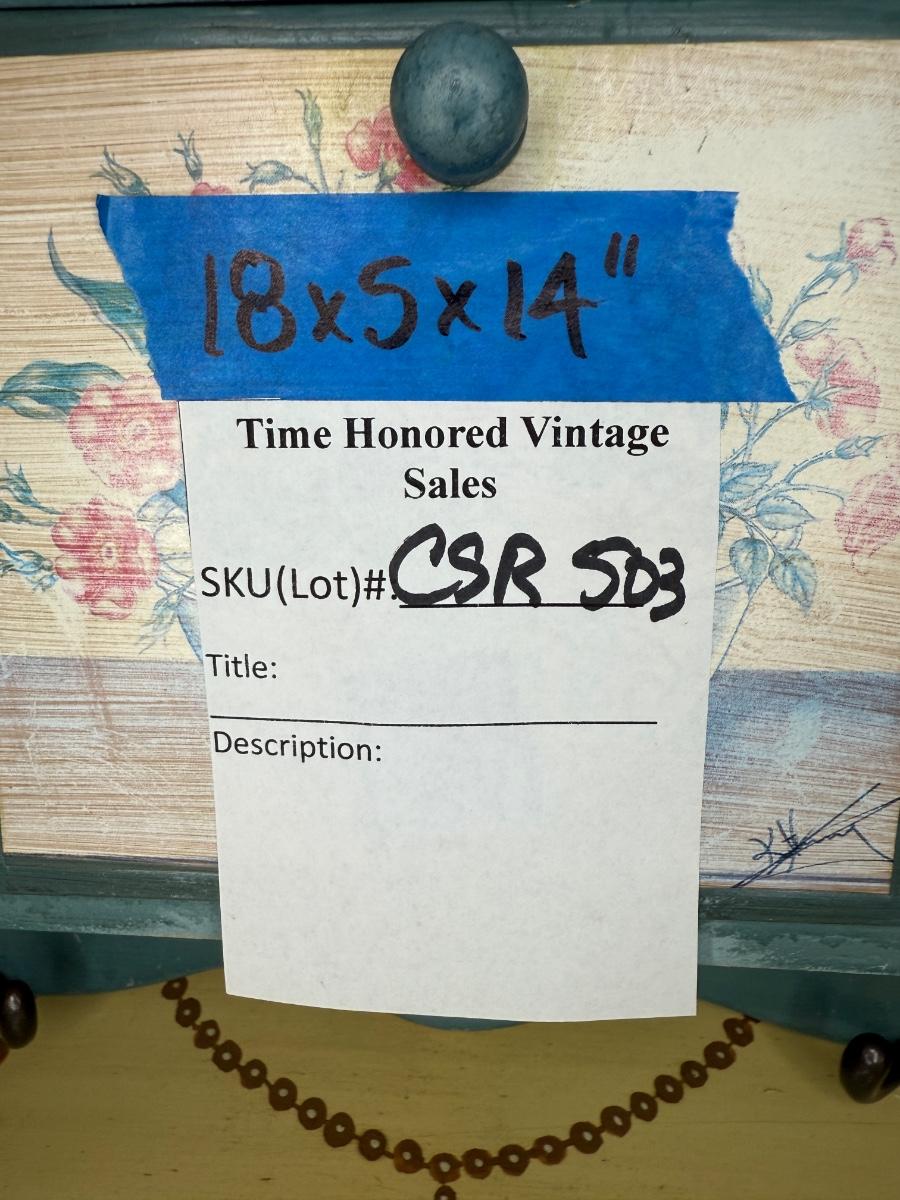 18x5x14"
Time Honored Vintage
Sales
SKU(Lot)#: CSR 503
Title:
Description: